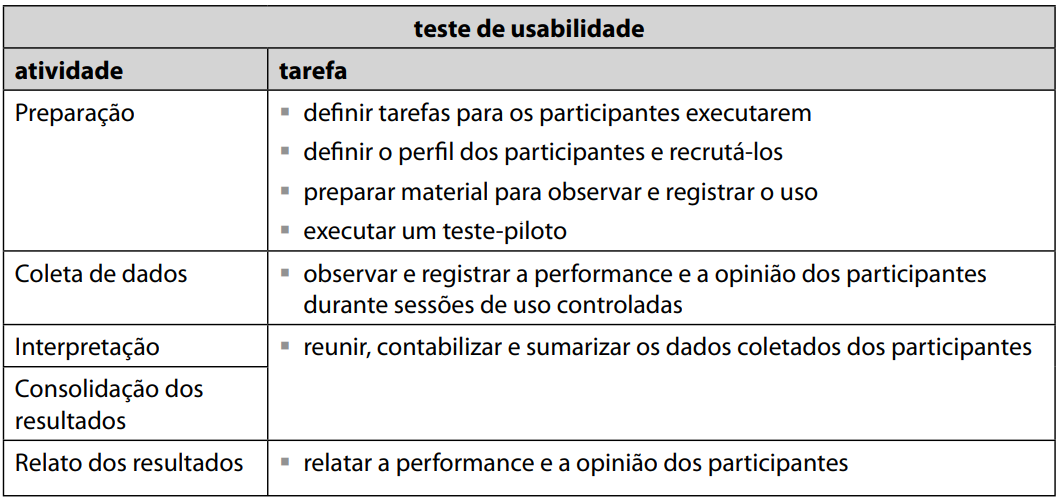 teste de usabilidade
atividade tarefa
Preparação ▪ definir tarefas para os participantes executarem
▪ definir o perfil dos participantes e recrutá-los
▪ preparar material para observar e registrar o uso
▪ executar um teste-piloto
Coleta de dados ▪ observar e registrar a performance e a opinião dos participantes
durante sessões de uso controladas
Interpretação ▪ reunir, contabilizar e sumarizar os dados coletados dos participantes
Consolidação dos
resultados
Relato dos resultados ▪ relatar a performance e a opinião dos participantes